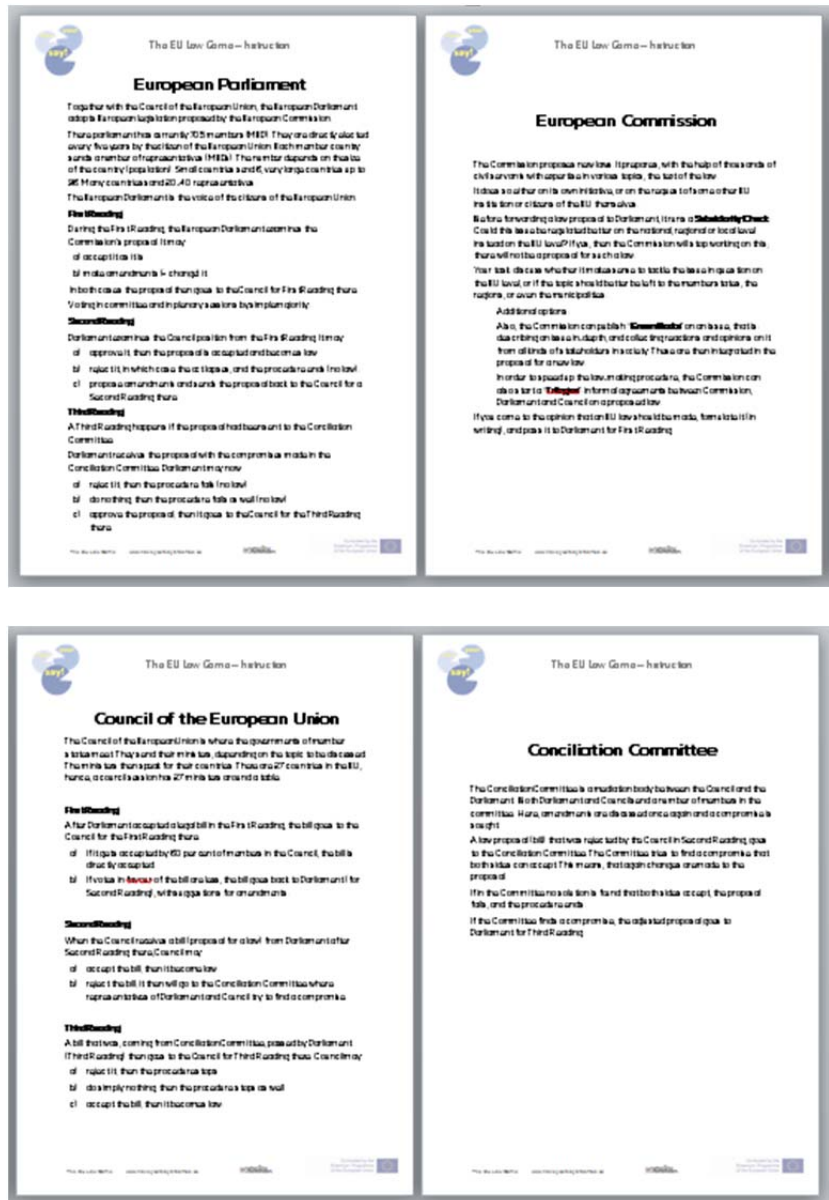 The EU Law Game – Instruction
European Parliament
Together with the Council of the European Union, the European Parliament
adopts European legislation proposed by the European Commission.
The parliament has currently 705 members (MEP). They are directly elected
every five years by the citizen of the European Union. Each member country
sends a number of representatives (MEP). The number depends on the size
of the country (population). Small countries send 6, very large countries up to
96. Many countries send 20-40 representatives.
The European Parliament is the voice of the citizens of the European Union.
First Reading
During the First Reading, the European Parliament examines the
Commission's proposal. It may
a) accept it as it is
b) make amendments (= change) it
In both cases the proposal then goes to the Council for First Reading there.
Voting in committee and in plenary sessions by simple majority.
Second Reading
Parliament examines the Council position from the First Reading. It may
a) approve it, then the proposal is accepted and becomes law
b) reject it, in which case the act lapses, and the procedure ends (no law)
c) propose amendments and sends the proposal back to the Council for a
Second Reading there.
Third Reading
A Third Reading happens if the proposal had been sent to the Conciliation
Committee.
Parliament receives the proposal with the compromises made in the
Conciliation Committee. Parliament may now
a) reject it, then the procedure fails (no law)
b) do nothing, then the procedure fails as well (no law)
c) approve the proposal, then it goes to the Council for the Third Reading
there.
The EU Law Game – Instruction
European Commission
The Commission proposes new laws. It prepares, with the help of thousands of
civil servants with expertise in various topics, the text of the law.
It does so either on its own initiative, or on the request of some other EU
institution or citizens of the EU themselves.
Before forwarding a law proposal to Parliament, it runs a Subsidiarity Check:
Could this issue be regulated better on the national, regional or local level
instead on the EU level? If yes, then the Commission will stop working on this,
there will not be a proposal for such a law.
Your task: discuss whether it makes sense to tackle the issue in question on
the EU level, or if the topic should better be left to the members states, the
regions, or even the municipalities.
Additional options:
Also, the Commission can publish "Green Books" on an issue, that is
describing an issue in-depth, and collecting reactions and opinions on it
from all kinds of stakeholders in society. These are then integrated in the
proposal for a new law.
In order to speed up the law-making procedure, the Commission can
also start a "Trilogue": informal agreements between Commission,
Parliament and Council on a proposed law.
If you come to the opinion that an EU law should be made, formulate it (in
writing), and pass it to Parliament for First Reading.
The EU Law Game – Instruction
Council of the European Union
The Council of the European Union is where the governments of member
states meet. They send their ministers, depending on the topic to be discussed.
The ministers then speak for their countries. There are 27 countries in the EU,
hence, a council session has 27 ministers around a table.
First Reading
After Parliament accepted a legal bill in the First Reading, the bill goes to the
Council for the First Reading there.
a) If it gets accepted by 60 per cent of members in the Council, the bill is
directly accepted.
b) If votes in favour of the bill are less, the bill goes back to Parliament (for
Second Reading), with suggestions for amendments.
Second Reading
When the Council receives a bill (proposal for a law) from Parliament after
Second Reading there, Council may
a) accept the bill, then it become law
b) reject the bill, it then will go to the Conciliation Committee where
representatives of Parliament and Council try to find a compromise.
Third Reading
A bill that was, coming from Conciliation Committee, passed by Parliament
(Third Reading) then goes to the Council for Third Reading there. Council may
a) reject it, then the procedure stops
b) do simply nothing, then the procedure stops as well
c) accept the bill, then it becomes law
The EU Law Game – Instruction
Conciliation Committee
The Conciliation Committee is a mediation body between the Council and the
Parliament. Both Parliament and Council send a number of members in the
committee. Here, amendments are discussed once again and a compromise is
sought.
A law proposal (bill) that was rejected by the Council in Second Reading, goes
to the Conciliation Committee. The Committee tries to find a compromise that
both sides can accept. This means, that again changes are made to the
proposal.
If in the Committee no solution is found that both sides accept, the proposal
fails, and the procedure ends.
If the Committee finds a compromise, the adjusted proposal goes to
Parliament for Third Reading.